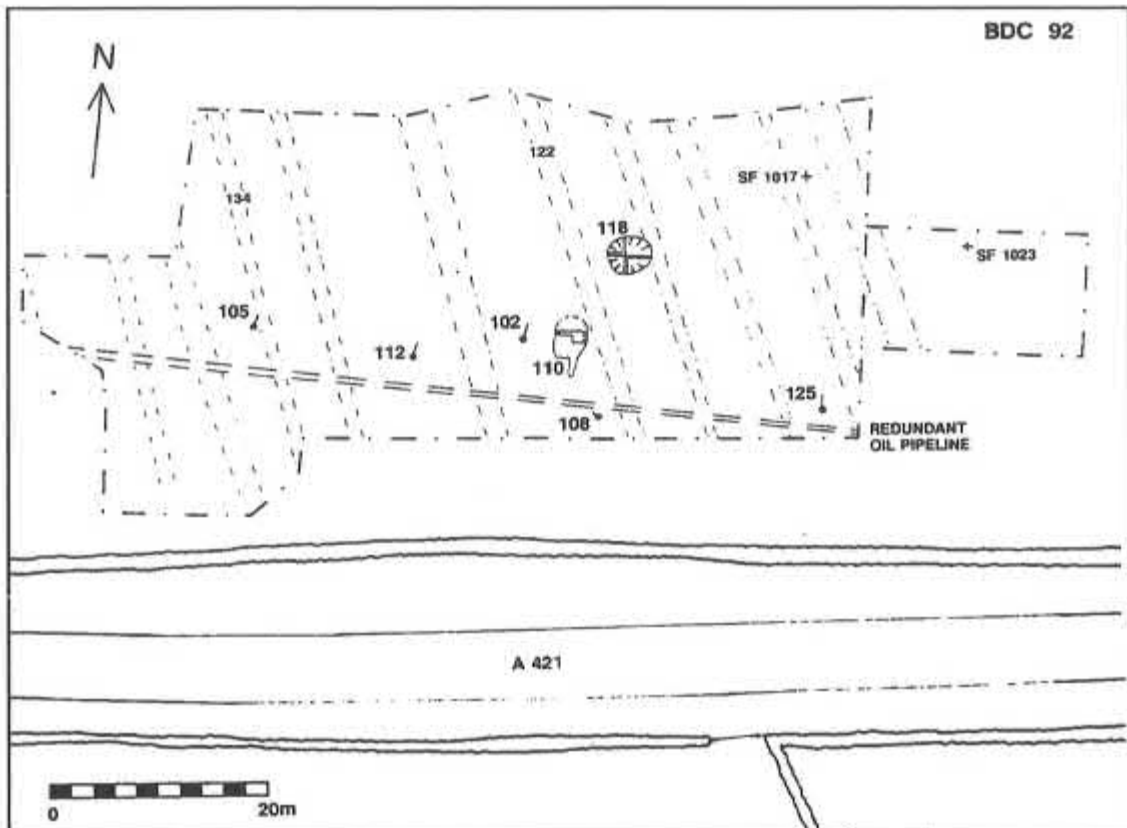 BDC 92
N
122
SF 1017
134
118
SF 1023
105
102
112
110
125
108
REDUNDANT
OIL PIPELINE
A 421
0
20m